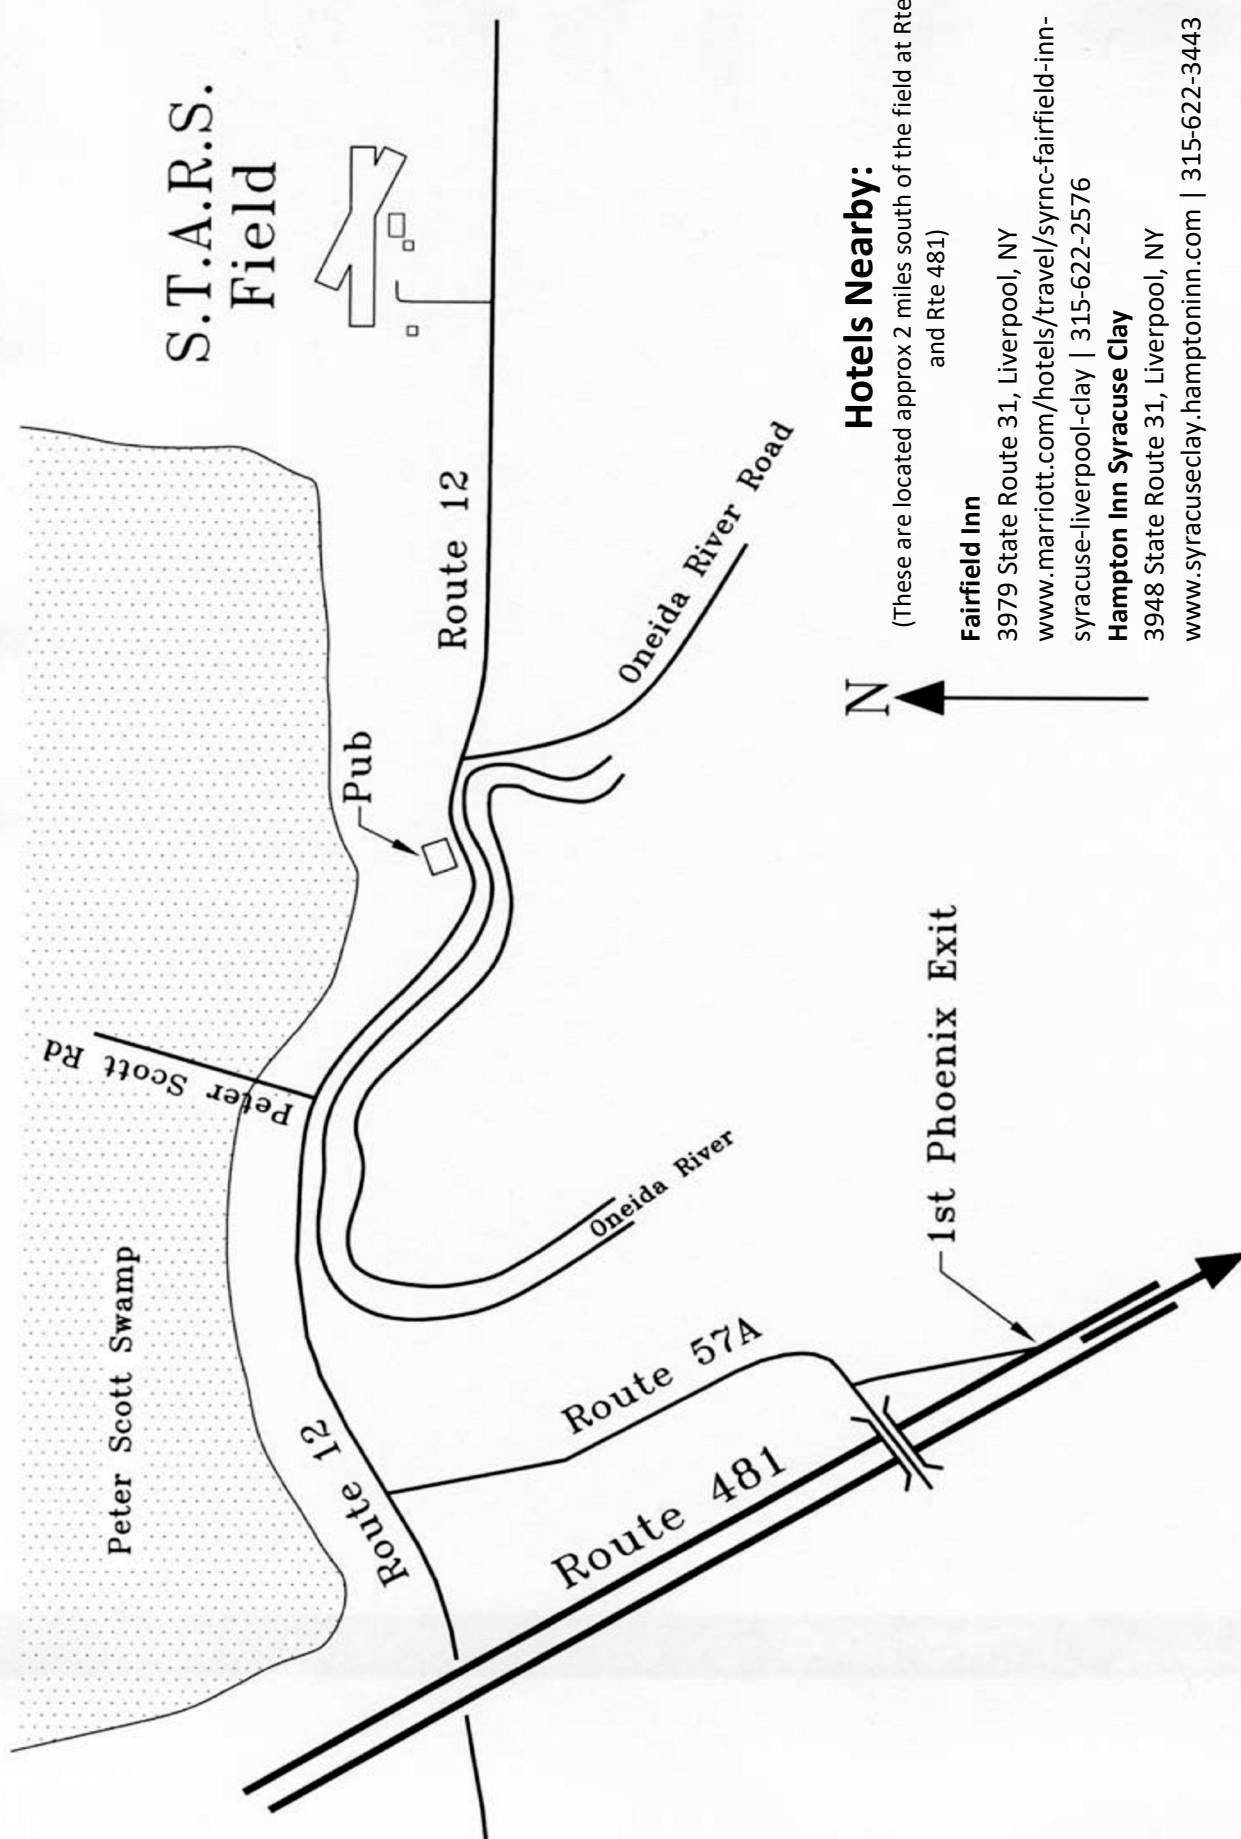 S.T.A.R.S.
Field
Peter Scott Swamp
Peter Scott Rd
Pub
Route 12
Route 12
Oneida River Road
Oneida River
Route 57A
Route 481
1st Phoenix Exit
N
Hotels Nearby:
(These are located approx 2 miles south of the field at Rte
and Rte 481)
Fairfield Inn
3979 State Route 31, Liverpool, NY
www.marriott.com/hotels/travel/syrnc-fairfield-inn-
syracuse-liverpool-clay | 315-622-2576
Hampton Inn Syracuse Clay
3948 State Route 31, Liverpool, NY
www.syracuseclay.hamptoninn.com | 315-622-3443